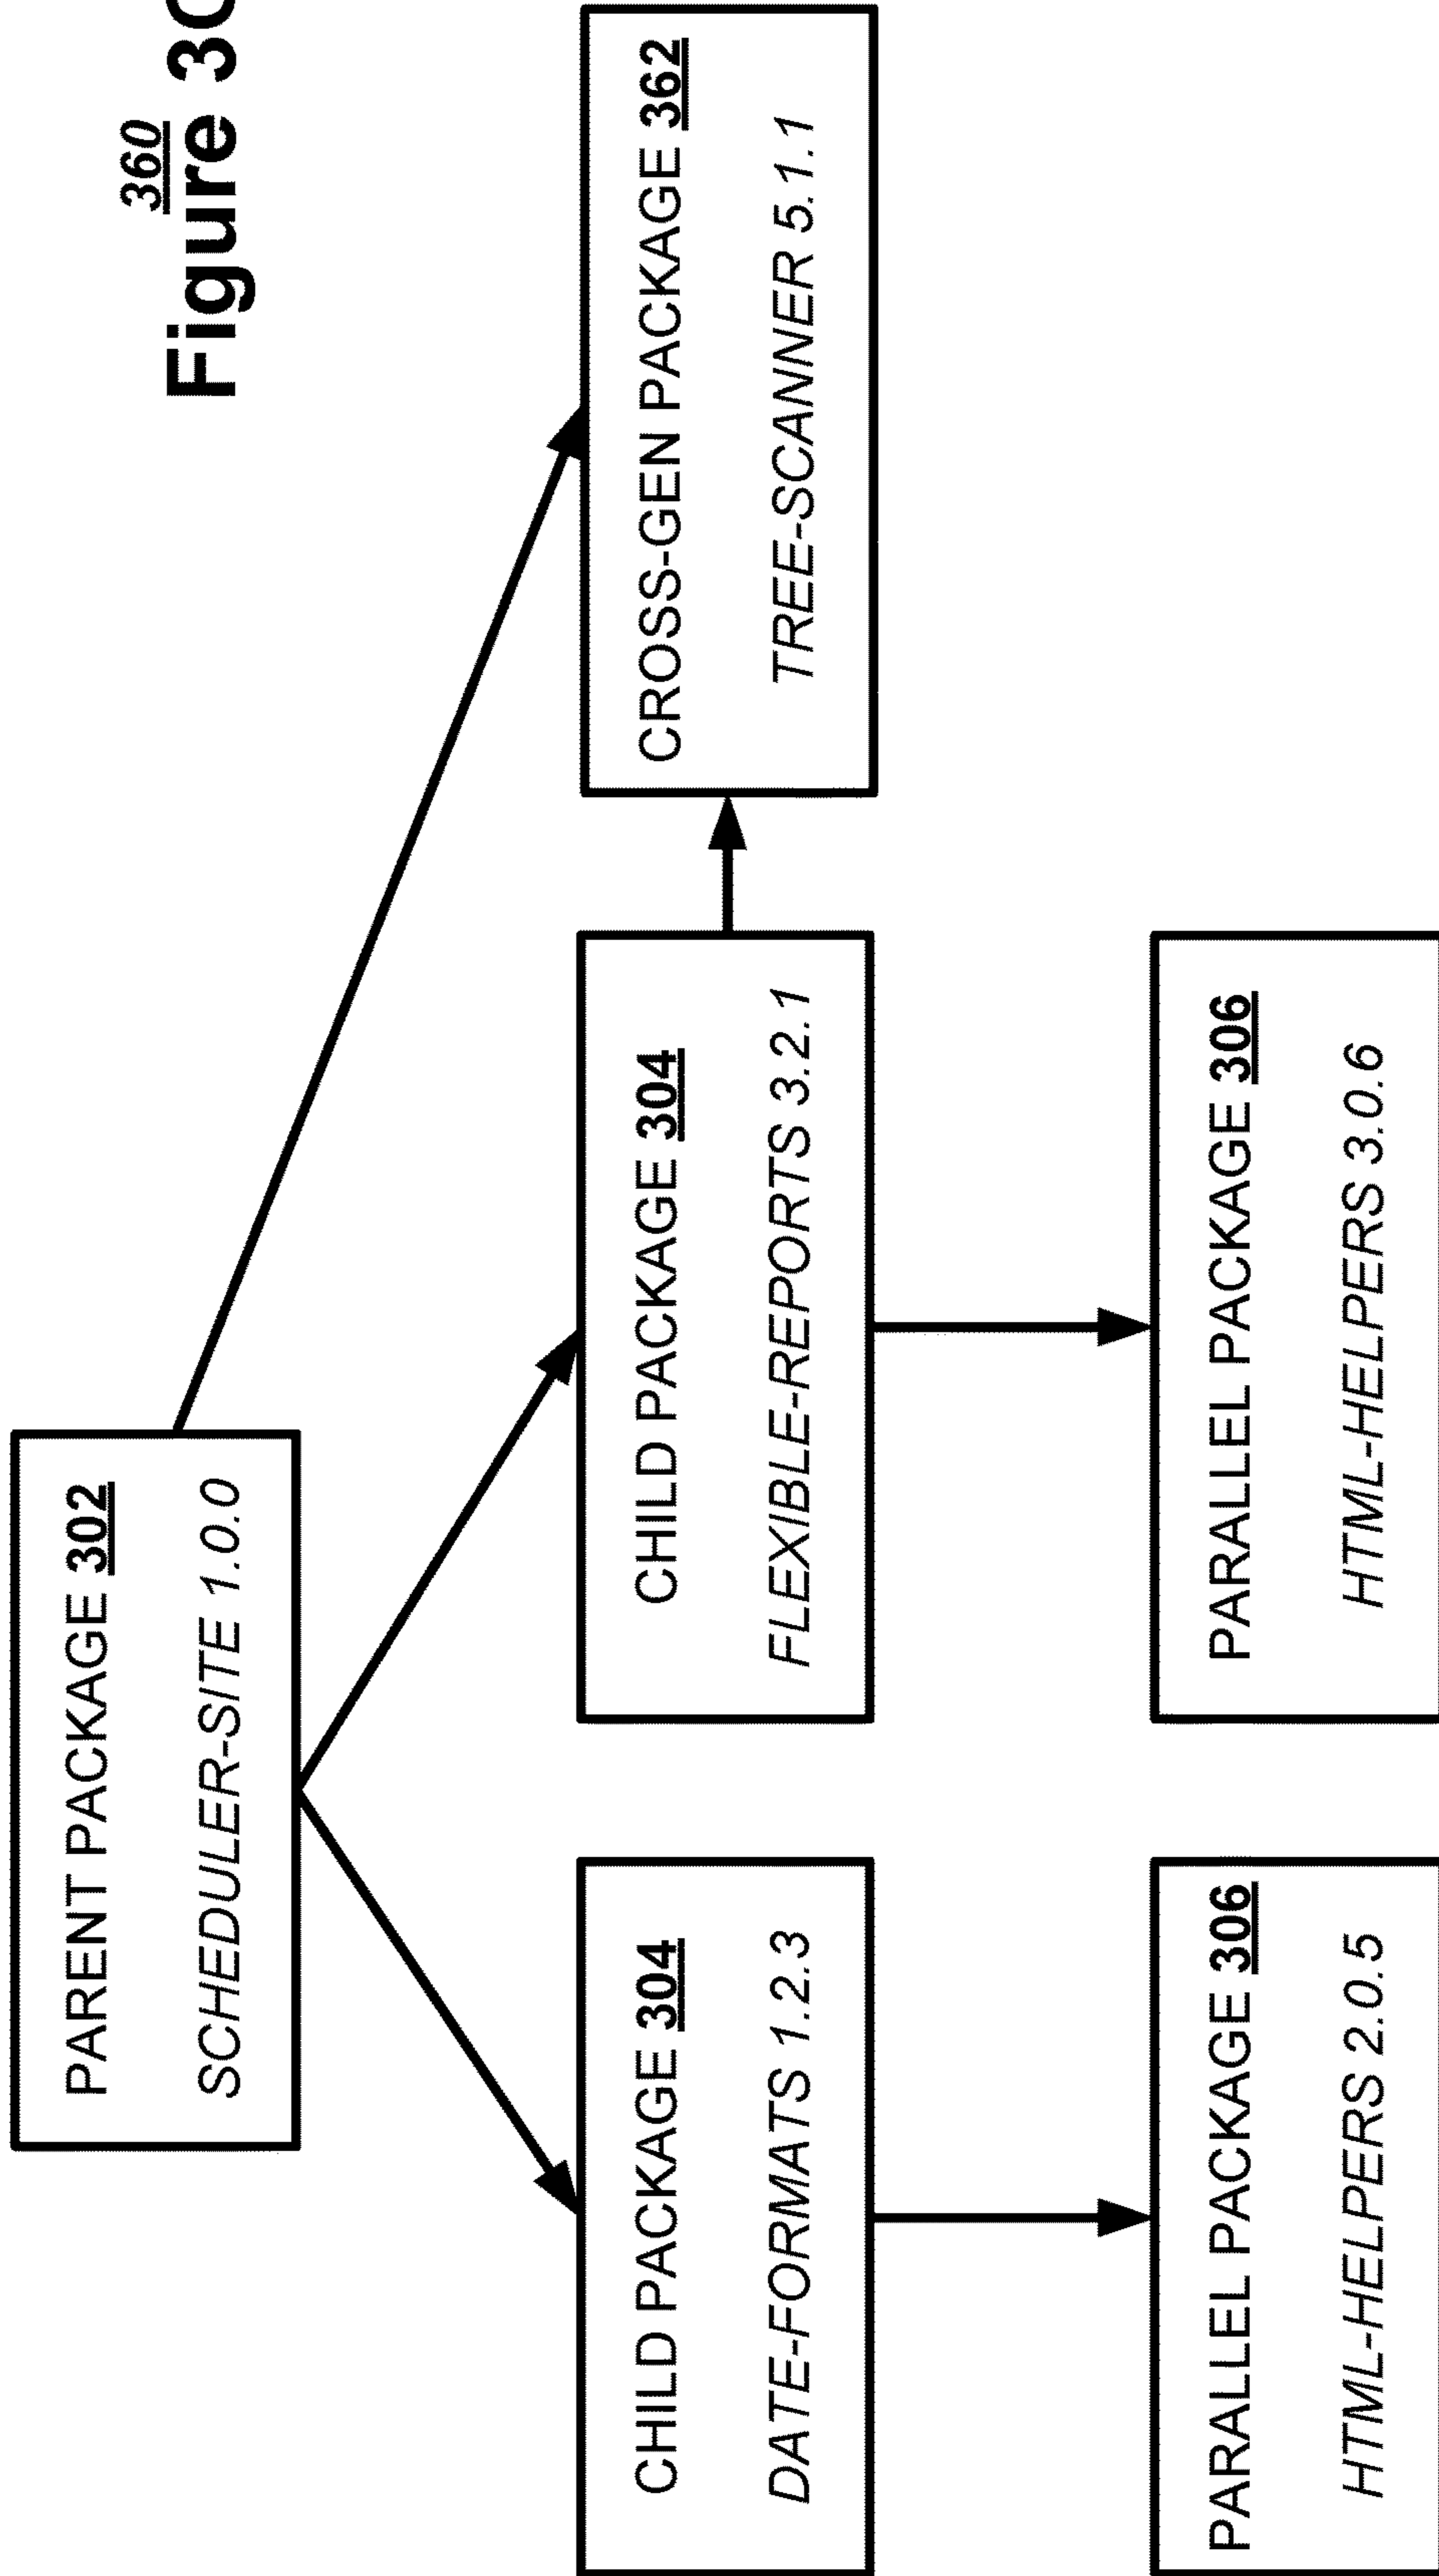 PARENT PACKAGE 302
SCHEDULER-SITE 1.0.0
360
Figure 3C
CHILD PACKAGE 304
DATE-FORMATS 1.2.3
CHILD PACKAGE 304
FLEXIBLE-REPORTS 3.2.1
CROSS-GEN PACKAGE 362
TREE-SCANNER 5.1.1
PARALLEL PACKAGE 306
HTML-HELPERS 2.0.5
PARALLEL PACKAGE 306
HTML-HELPERS 3.0.6